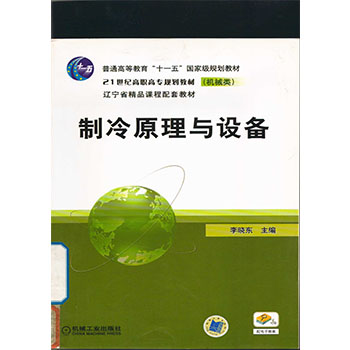 普通高等教育“十一五”国家级规划教材
21世纪高职高专规划教材（机械类）
辽宁省精品课程配套教材
制冷原理与设备
李晓东 主编
机械工业出版社